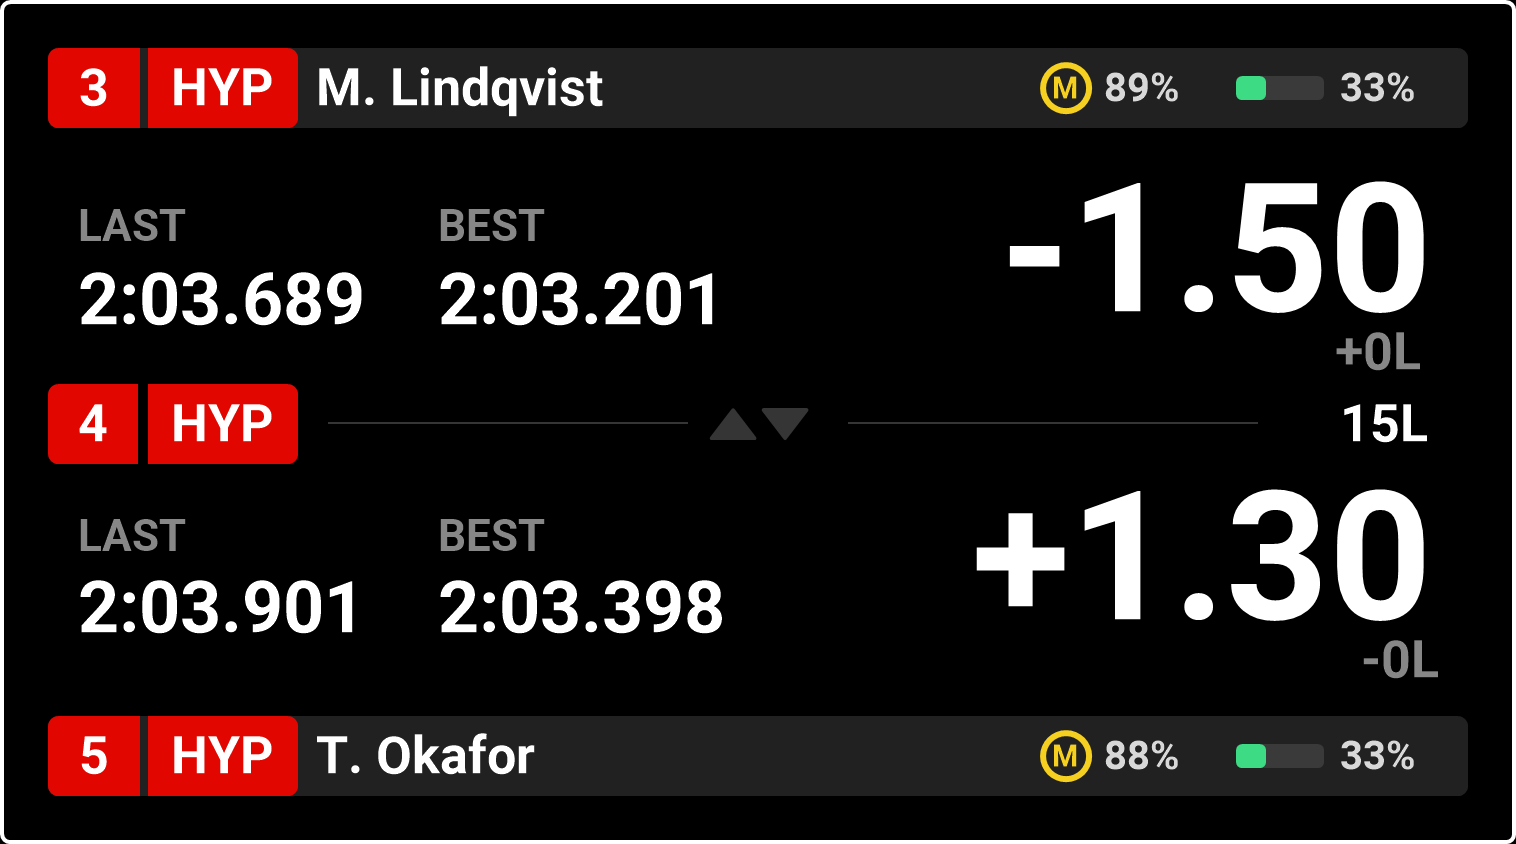 3 HYP M. Lindqvist M 89% 33%
LAST BEST
2:03.689 2:03.201 -1.50
+0L
4 HYP 15L
LAST BEST
2:03.901 2:03.398 +1.30
-0L
5 HYP T. Okafor M 88% 33%